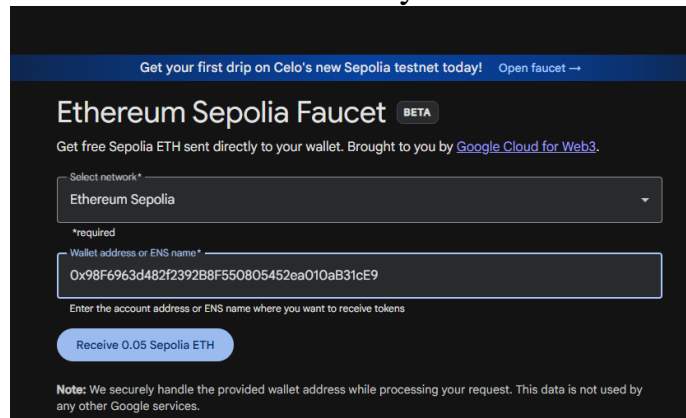 Get your first drip on Celo's new Sepolia testnet today! Open faucet →
Ethereum Sepolia Faucet BETA
Get free Sepolia ETH sent directly to your wallet. Brought to you by Google Cloud for Web3.
Select network*
Ethereum Sepolia
*required
Wallet address or ENS name*
0x98F6963d482f2392B8F550805452ea010aB31cE9
Enter the account address or ENS name where you want to receive tokens
Receive 0.05 Sepolia ETH
Note: We securely handle the provided wallet address while processing your request. This data is not used by
any other Google services.